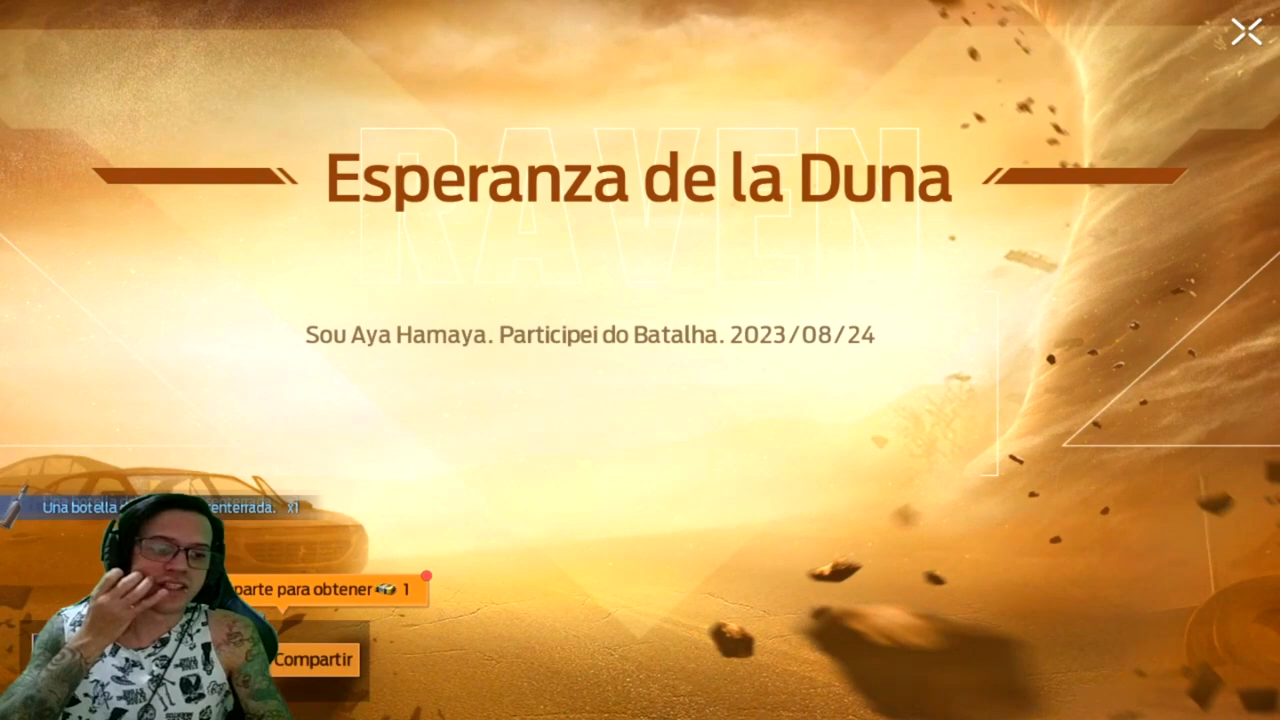 RAVEN
Esperanza de la Duna
Sou Aya Hamaya. Participei do Batalha. 2023/08/24
Una botella enterrada. x1
parte para obtener 1
Compartir